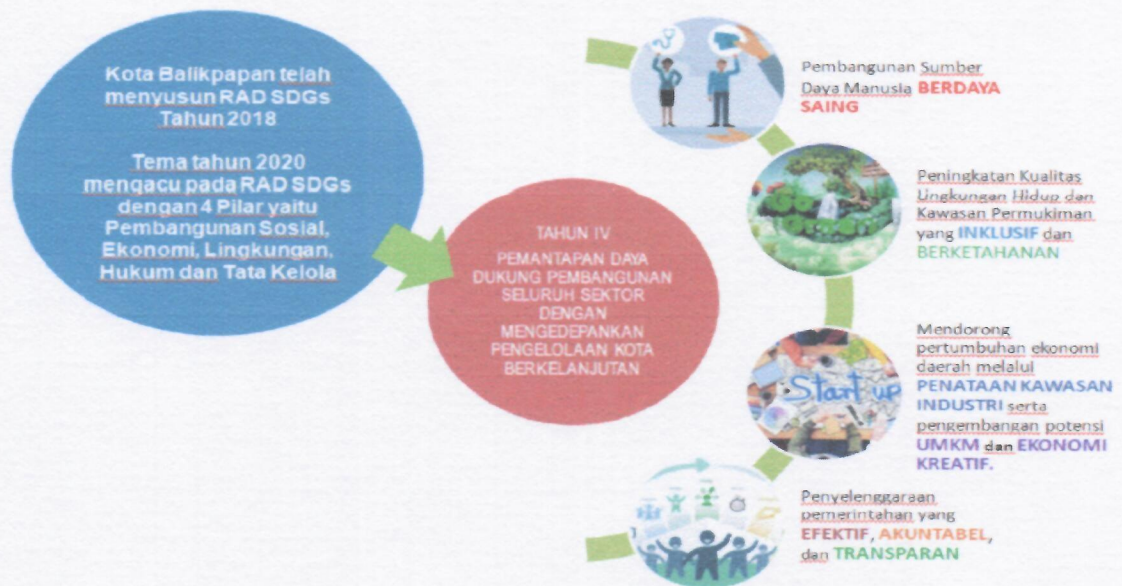 Kota Balikpapan telah
menyusun RAD SDGs
Tahun 2018
Tema tahun 2020
mengacu pada RAD SDGs
dengan 4 Pilar yaitu
Pembangunan Sosial,
Ekonomi, Lingkungan,
Hukum dan Tata Kelola
TAHUN IV
PEMANTAPAN DAYA
DUKUNG PEMBANGUNAN
SELURUH SEKTOR
DENGAN
MENGEDEPANKAN
PENGELOLAAN KOTA
BERKELANJUTAN
Pembangunan Sumber
Daya Manusia BERDAYA
SAING
Peningkatan Kualitas
Lingkungan Hidup dan
Kawasan Permukiman
yang INKLUSIF dan
BERKETAHANAN
Start up
Mendorong
pertumbuhan ekonomi
daerah melalui
PENATAAN KAWASAN
INDUSTRI serta
pengembangan potensi
UMKM dan EKONOMI
KREATIF.
Penyelenggaraan
pemerintahan yang
EFEKTIF, AKUNTABEL,
dan TRANSPARAN